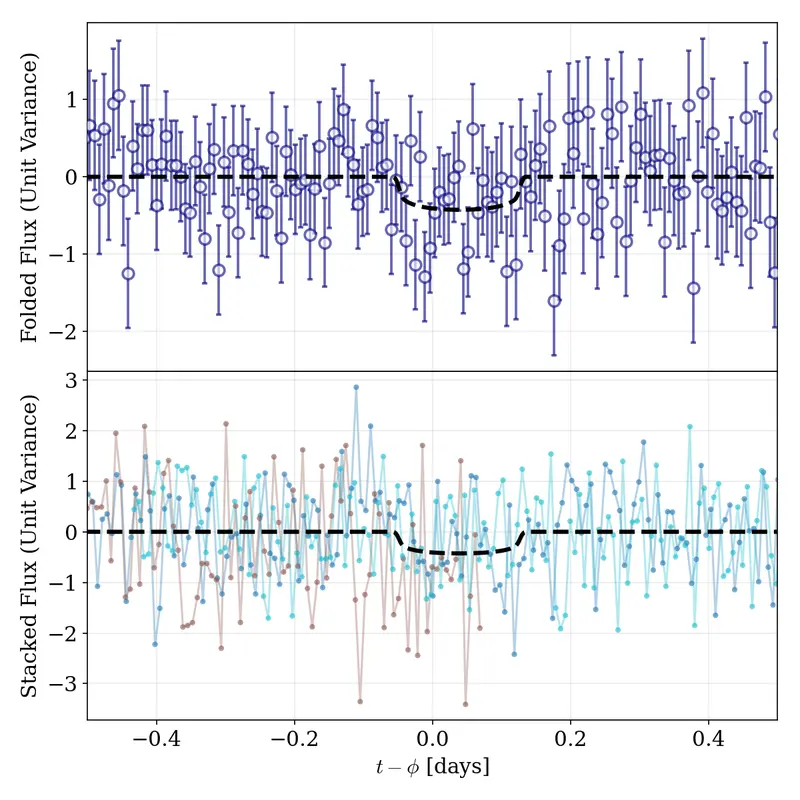 Folded Flux (Unit Variance)
1
0
−1
−2
Stacked Flux (Unit Variance)
3
2
1
0
−1
−2
−3
−0.4 −0.2 0.0 0.2 0.4
t − ϕ [days]